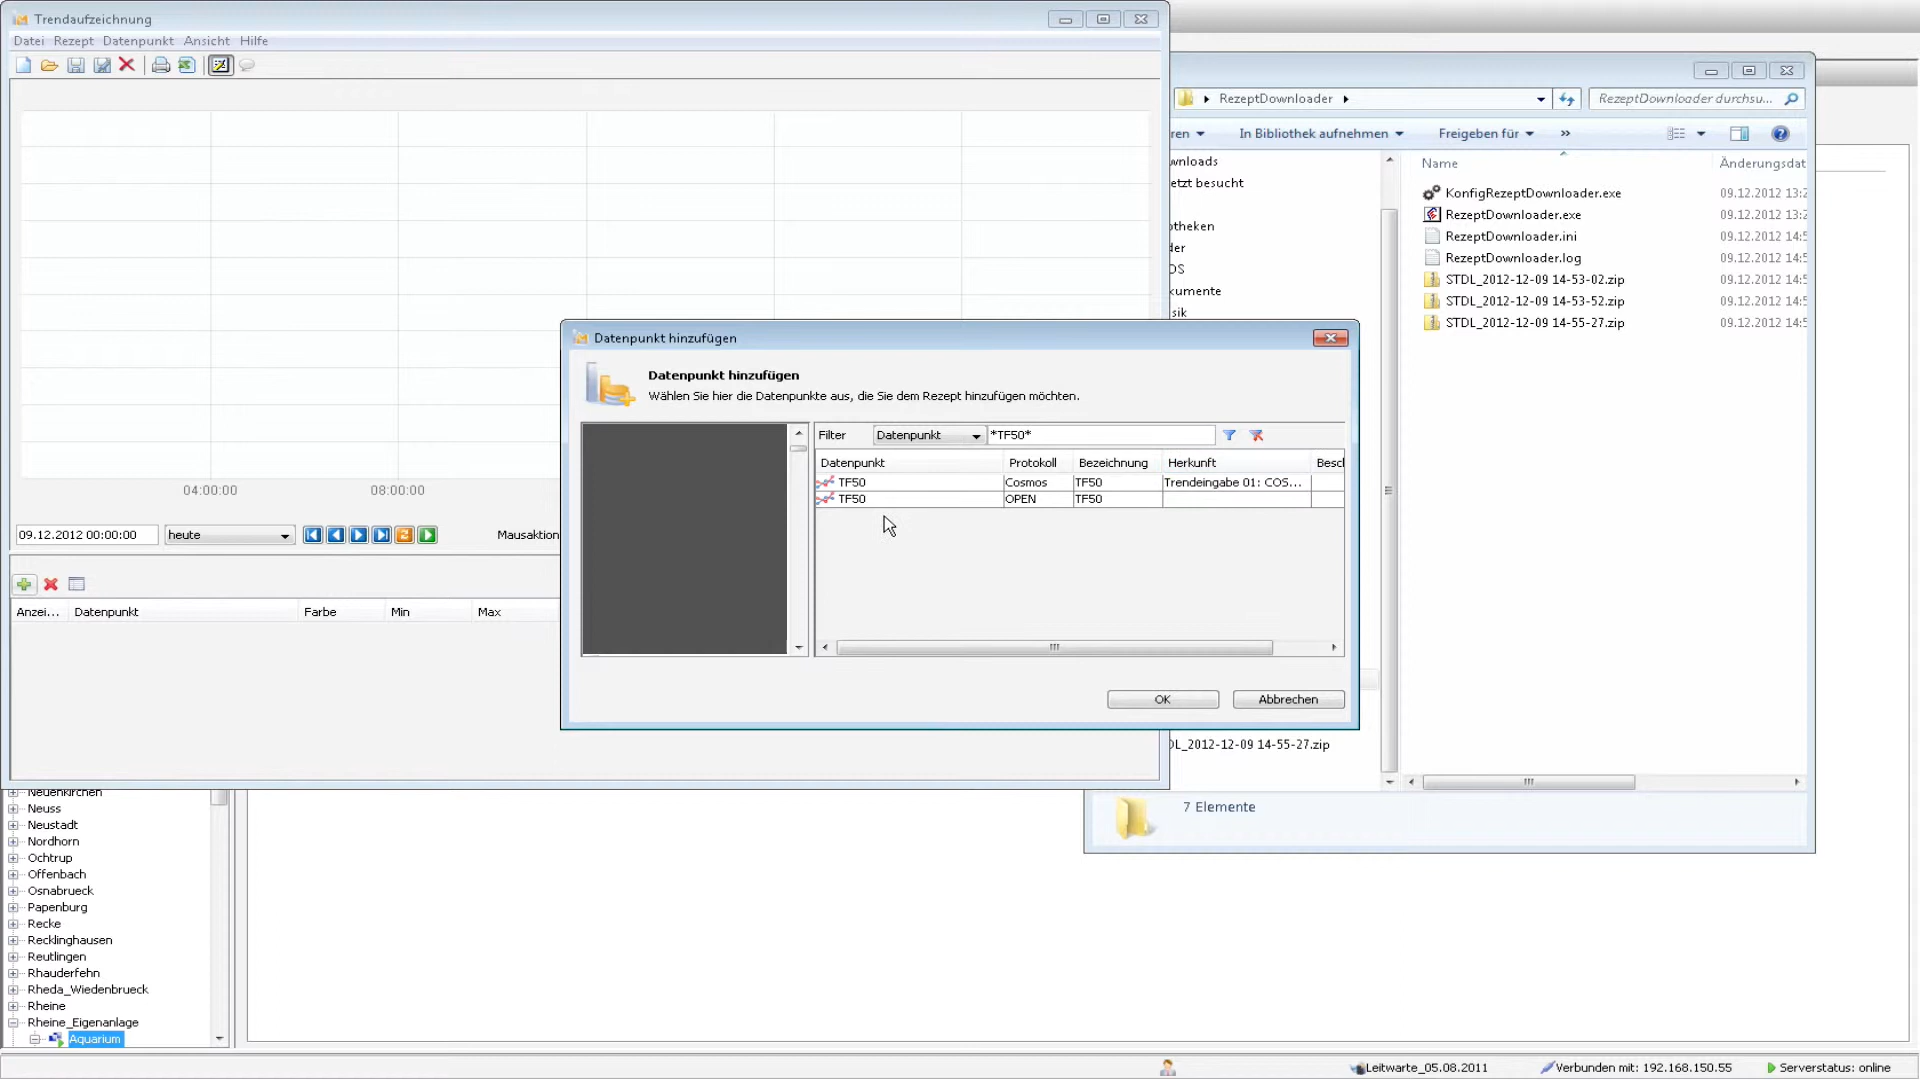 Trendaufzeichnung
Datei Rezept Datenpunkt Ansicht Hilfe
04:00:00 08:00:00
09.12.2012 00:00:00 heute Mausaktion
Anzei... Datenpunkt Farbe Min Max
RezeptDownloader RezeptDownloader durchsu...
ren In Bibliothek aufnehmen Freigeben für »
wnloads
etzt besucht
otheken
der
OS
kumente
sik
Name Änderungsdat
KonfigRezeptDownloader.exe 09.12.2012 13:2
RezeptDownloader.exe 09.12.2012 13:2
RezeptDownloader.ini 09.12.2012 14:5
RezeptDownloader.log 09.12.2012 14:5
STDL_2012-12-09 14-53-02.zip 09.12.2012 14:5
STDL_2012-12-09 14-53-52.zip 09.12.2012 14:5
STDL_2012-12-09 14-55-27.zip 09.12.2012 14:5
DL_2012-12-09 14-55-27.zip
7 Elemente
Datenpunkt hinzufügen
Datenpunkt hinzufügen
Wählen Sie hier die Datenpunkte aus, die Sie dem Rezept hinzufügen möchten.
Filter Datenpunkt *TF50*
Datenpunkt Protokoll Bezeichnung Herkunft Besch
TF50 Cosmos TF50 Trendeingabe 01: COS...
TF50 OPEN TF50
OK Abbrechen
Neuenkirchen
Neuss
Neustadt
Nordhorn
Ochtrup
Offenbach
Osnabrueck
Papenburg
Recke
Recklinghausen
Reutlingen
Rhauderfehn
Rheda_Wiedenbrueck
Rheine
Rheine_Eigenanlage
Aquarium
Leitwarte_05.08.2011 Verbunden mit: 192.168.150.55 Serverstatus: online